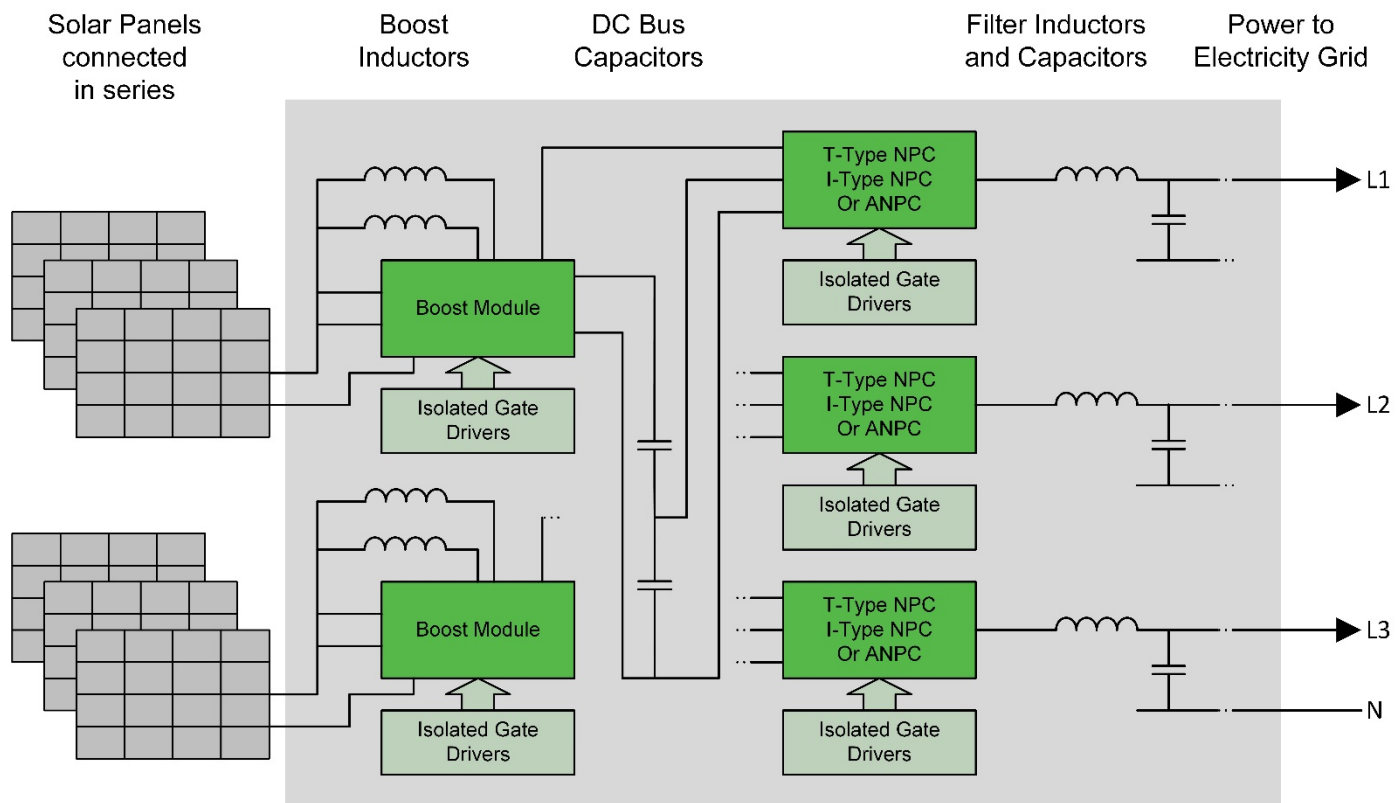 Solar Panels
connected
in series
Boost
Inductors
DC Bus
Capacitors
Filter Inductors
and Capacitors
Power to
Electricity Grid
T-Type NPC
I-Type NPC
Or ANPC
L1
Isolated Gate
Drivers
Boost Module
Isolated Gate
Drivers
T-Type NPC
I-Type NPC
Or ANPC
L2
Isolated Gate
Drivers
Boost Module
Isolated Gate
Drivers
T-Type NPC
I-Type NPC
Or ANPC
L3
N
Isolated Gate
Drivers